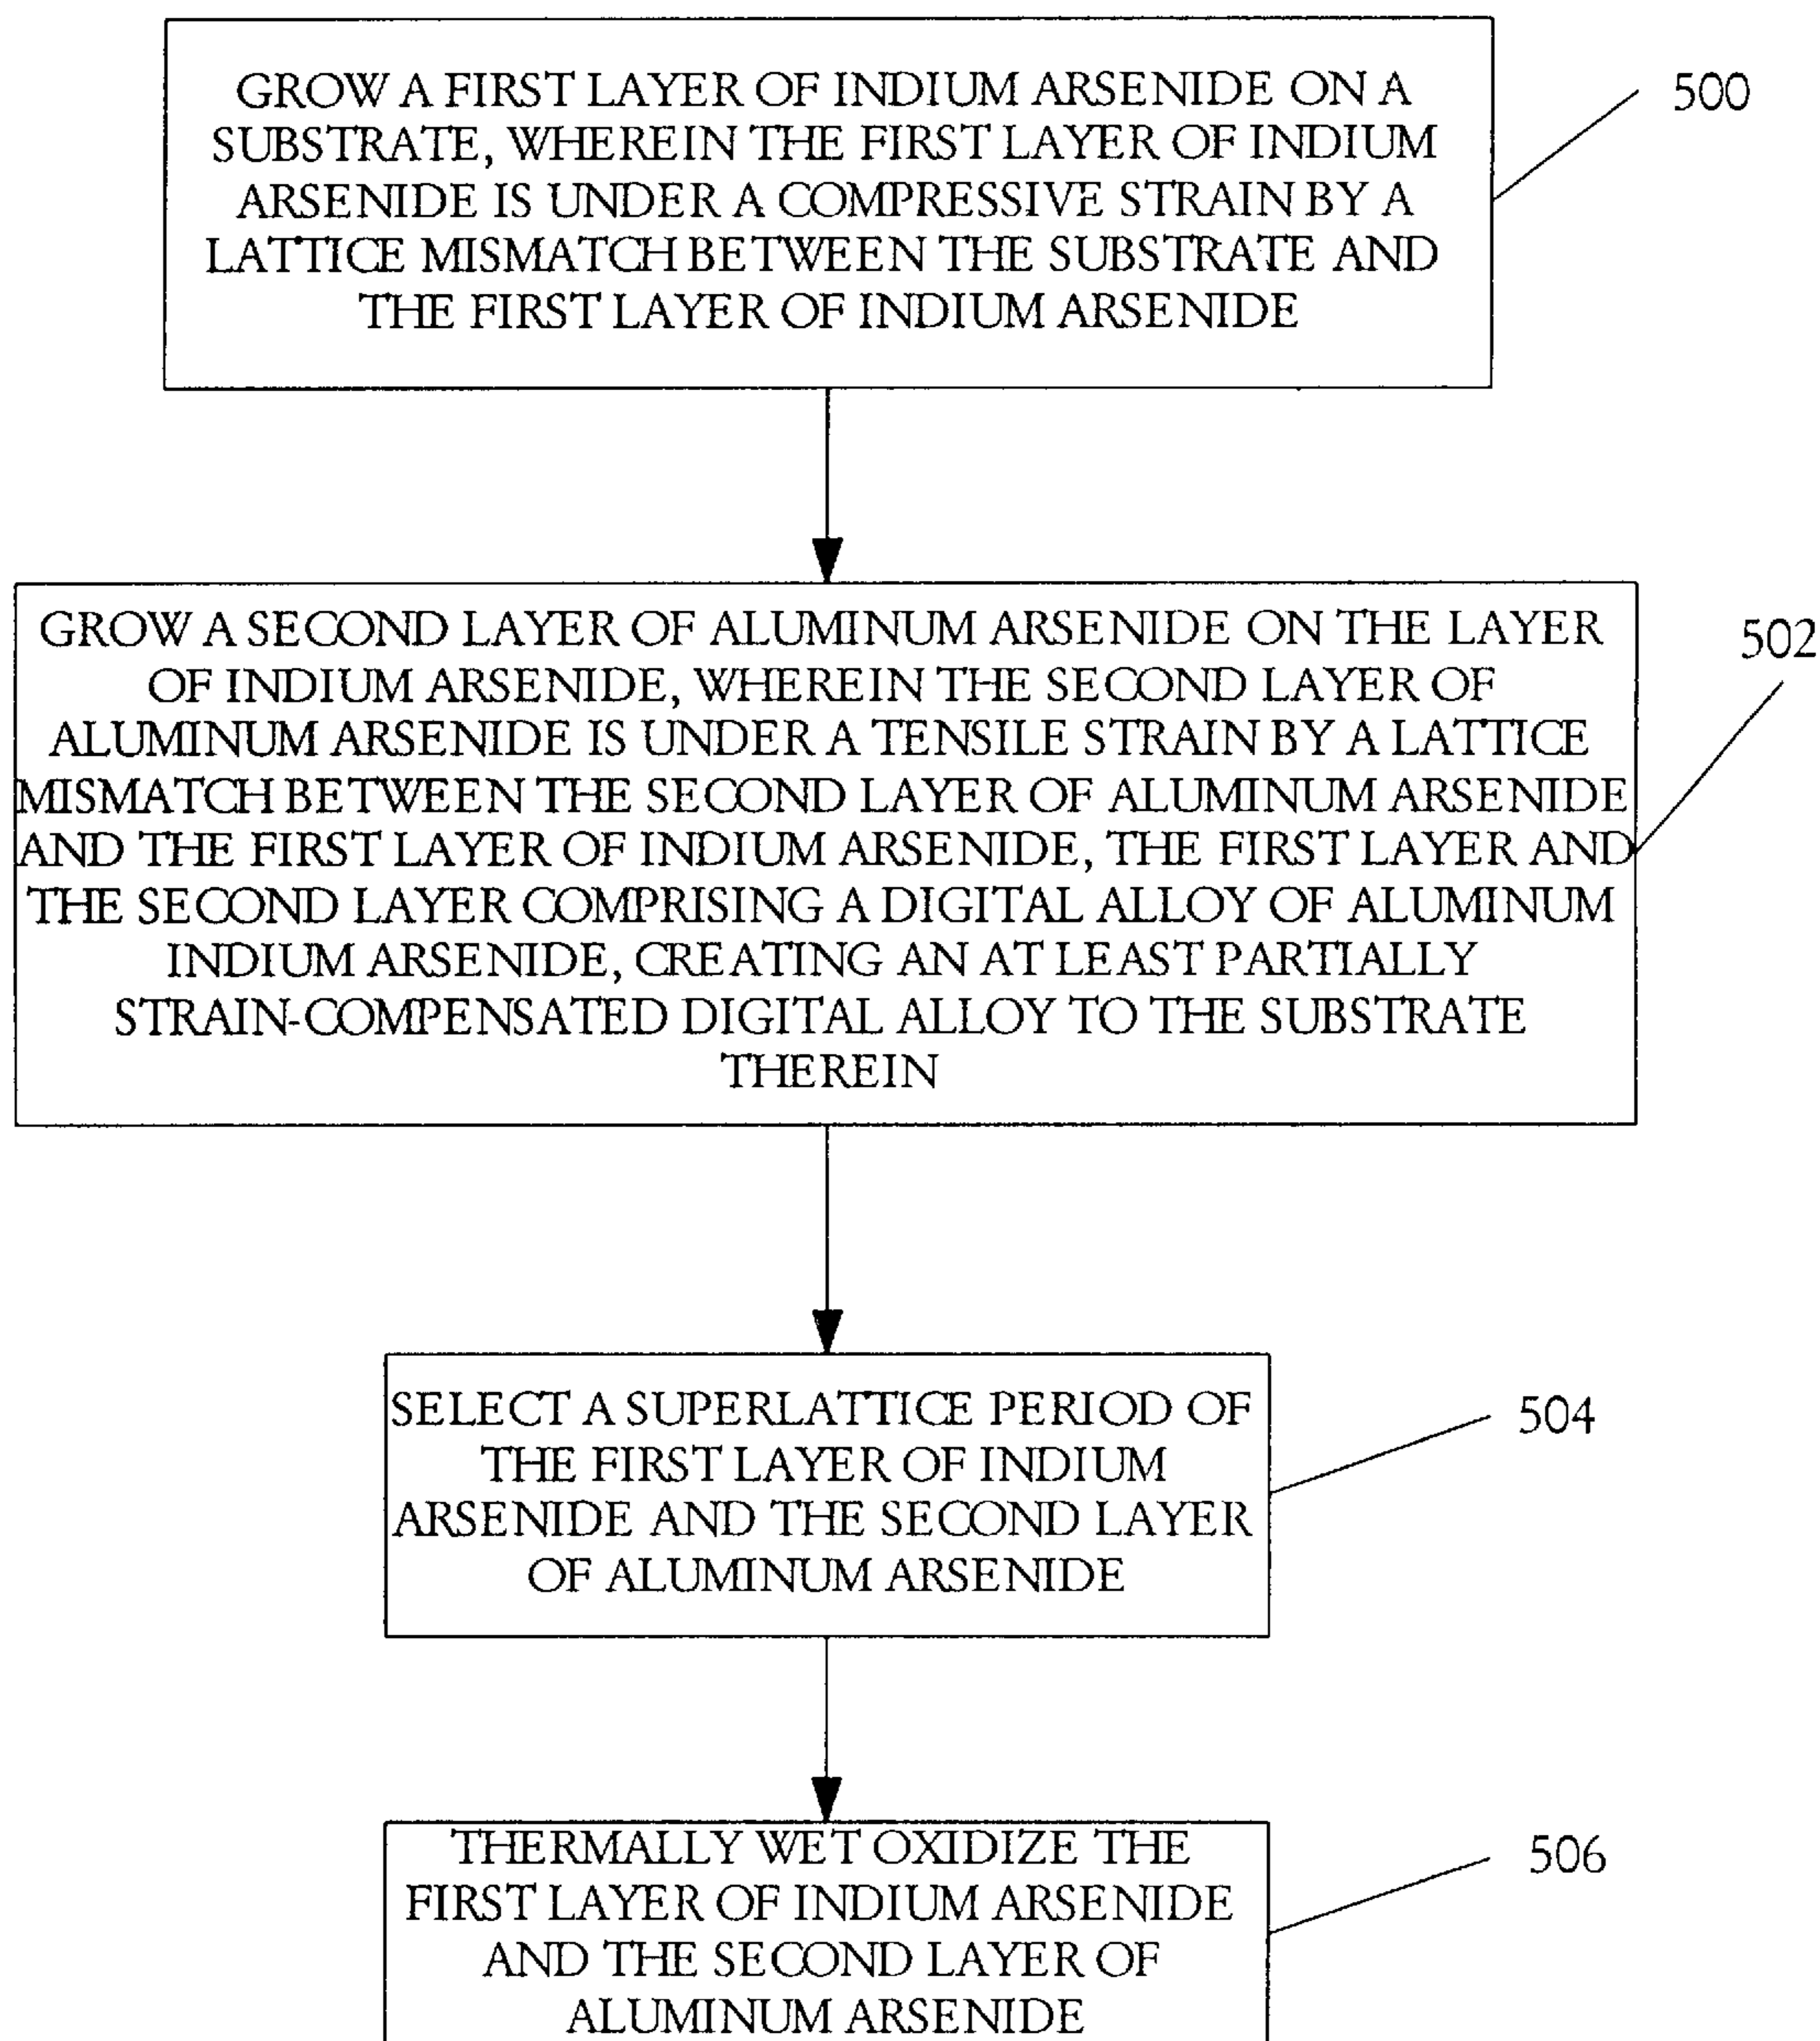 GROW A FIRST LAYER OF INDIUM ARSENIDE ON A
SUBSTRATE, WHEREIN THE FIRST LAYER OF INDIUM
ARSENIDE IS UNDER A COMPRESSIVE STRAIN BY A
LATTICE MISMATCH BETWEEN THE SUBSTRATE AND
THE FIRST LAYER OF INDIUM ARSENIDE
500
GROW A SECOND LAYER OF ALUMINUM ARSENIDE ON THE LAYER
OF INDIUM ARSENIDE, WHEREIN THE SECOND LAYER OF
ALUMINUM ARSENIDE IS UNDER A TENSILE STRAIN BY A LATTICE
MISMATCH BETWEEN THE SECOND LAYER OF ALUMINUM ARSENIDE
AND THE FIRST LAYER OF INDIUM ARSENIDE, THE FIRST LAYER AND
THE SECOND LAYER COMPRISING A DIGITAL ALLOY OF ALUMINUM
INDIUM ARSENIDE, CREATING AN AT LEAST PARTIALLY
STRAIN-COMPENSATED DIGITAL ALLOY TO THE SUBSTRATE
THEREIN
502
SELECT A SUPERLATTICE PERIOD OF
THE FIRST LAYER OF INDIUM
ARSENIDE AND THE SECOND LAYER
OF ALUMINUM ARSENIDE
504
THERMALLY WET OXIDIZE THE
FIRST LAYER OF INDIUM ARSENIDE
AND THE SECOND LAYER OF
ALUMINUM ARSENIDE
506